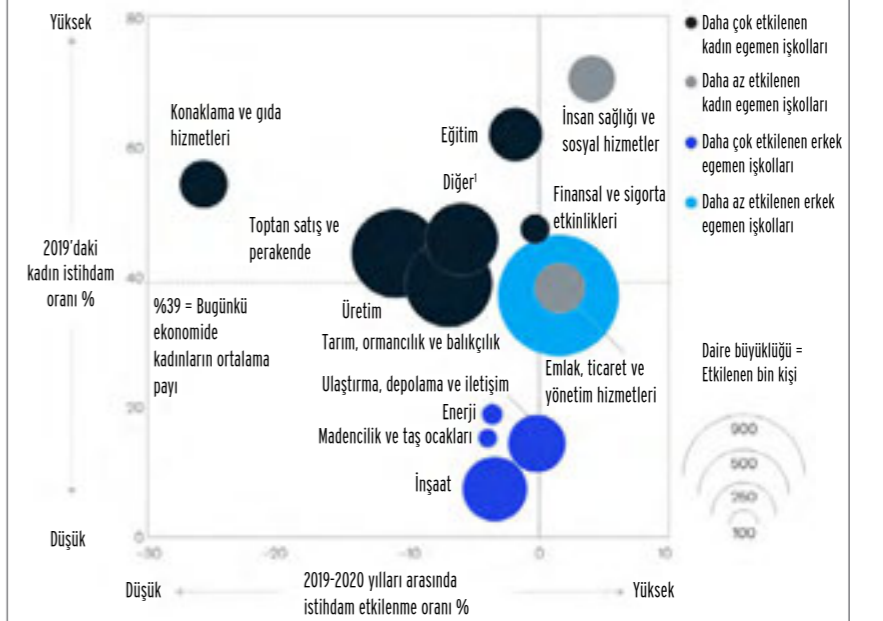 Yüksek
80
Daha çok etkilenen
kadın egemen işkolları
Daha az etkilenen
kadın egemen işkolları
Daha çok etkilenen erkek
egemen işkolları
Daha az etkilenen erkek
egemen işkolları
Konaklama ve gıda
hizmetleri
İnsan sağlığı ve
sosyal hizmetler
Eğitim
60
Diğer¹
Finansal ve sigorta
etkinlikleri
Toptan satış ve
perakende
2019'daki
kadın istihdam
oranı %
40
%39 = Bugünkü
ekonomide
kadınların ortalama
payı
Üretim
Tarım, ormancılık ve balıkçılık
Emlak, ticaret ve
yönetim hizmetleri
Ulaştırma, depolama ve iletişim
20
Enerji
Madencilik ve taş ocakları
İnşaat
Daire büyüklüğü =
Etkilenen bin kişi
900
500
250
100
Düşük
0
-30
-20
-10
0
10
Düşük
2019-2020 yılları arasında
istihdam etkilenme oranı %
Yüksek